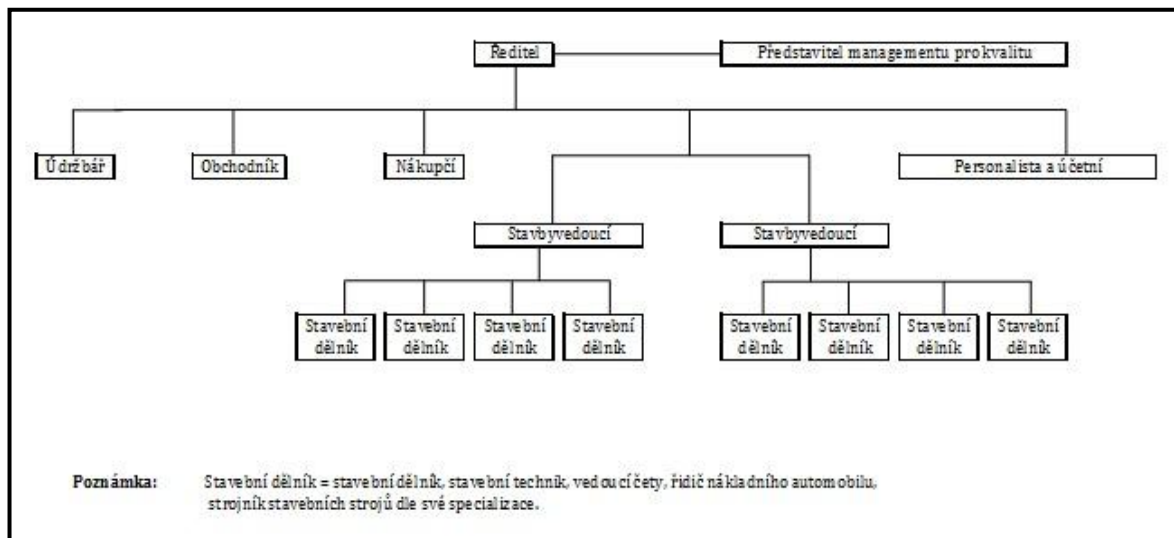 Ředitel
Představitel managementu pro kvalitu
Údržbář
Obchodník
Nákupčí
Personalista a účetní
Stavbyvedoucí
Stavbyvedoucí
Stavební
dělník
Stavební
dělník
Stavební
dělník
Stavební
dělník
Stavební
dělník
Stavební
dělník
Stavební
dělník
Stavební
dělník
Poznámka: Stavební dělník = stavební dělník, stavební technik, vedoucí čety, řidič nákladního automobilu,
strojník stavebních strojů dle své specializace.